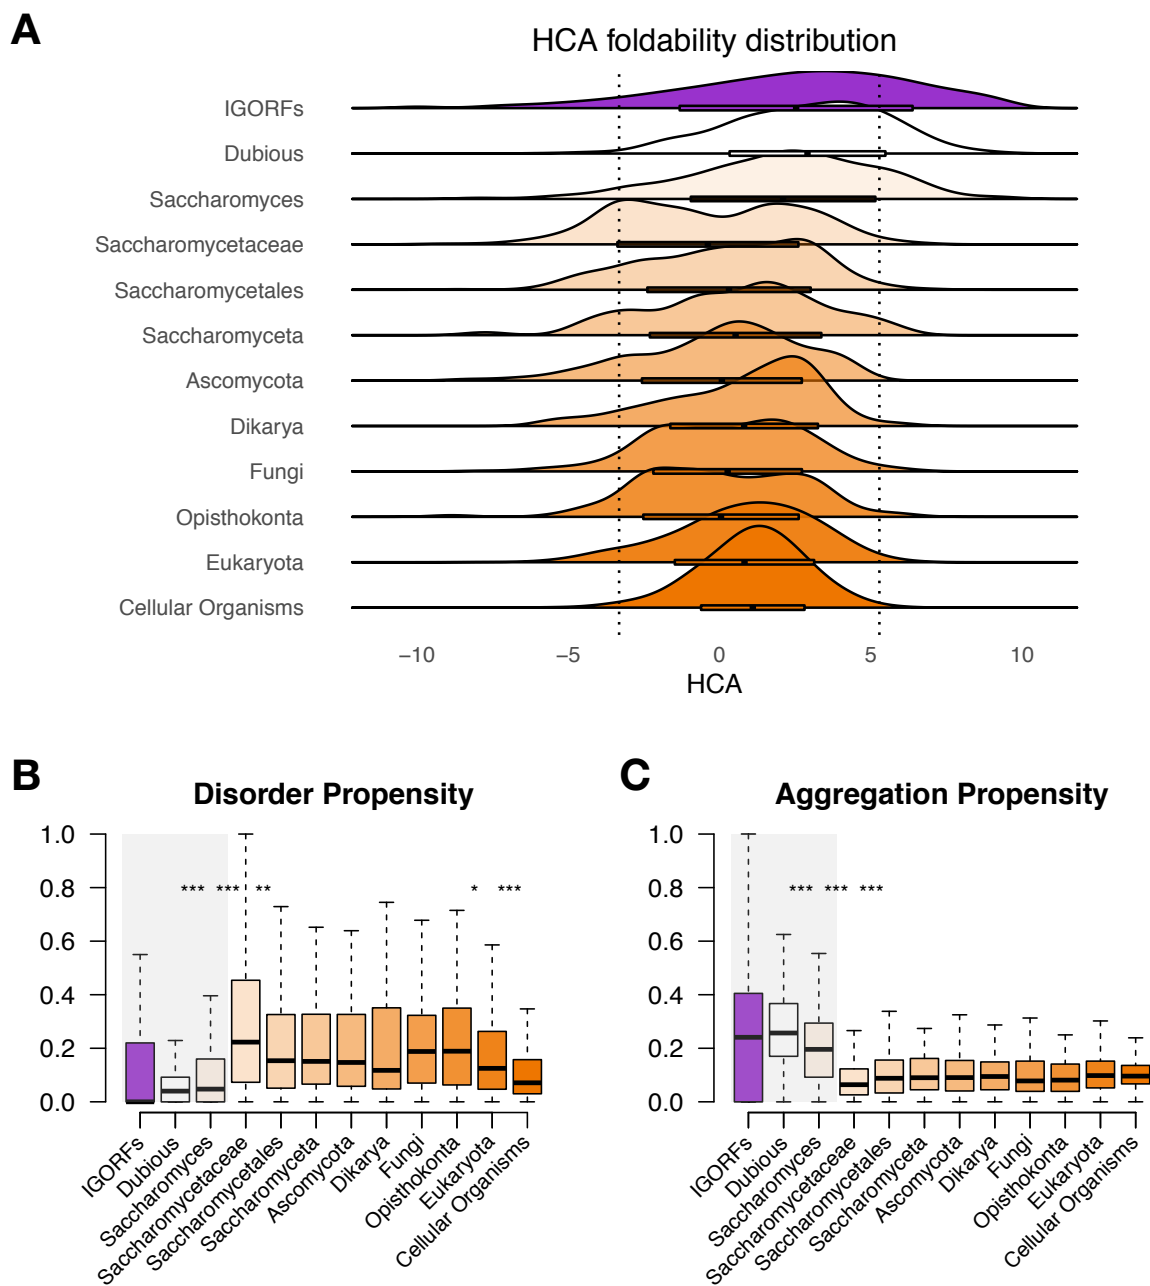 A
HCA foldability distribution
IGORFs
Dubious
Saccharomyces
Saccharomycetaceae
Saccharomycetales
Saccharomyceta
Ascomycota
Dikarya
Fungi
Opisthokonta
Eukaryota
Cellular Organisms
−10 −5 0 5 10
HCA
B
Disorder Propensity
1.0
0.8
0.6
0.4
0.2
0.0
*** *** ** * ***
IGORFs
Dubious
Saccharomyces
Saccharomycetaceae
Saccharomycetales
Saccharomyceta
Ascomycota
Dikarya
Fungi
Opisthokonta
Eukaryota
Cellular Organisms
C
Aggregation Propensity
1.0
0.8
0.6
0.4
0.2
0.0
*** *** ***
IGORFs
Dubious
Saccharomyces
Saccharomycetaceae
Saccharomycetales
Saccharomyceta
Ascomycota
Dikarya
Fungi
Opisthokonta
Eukaryota
Cellular Organisms